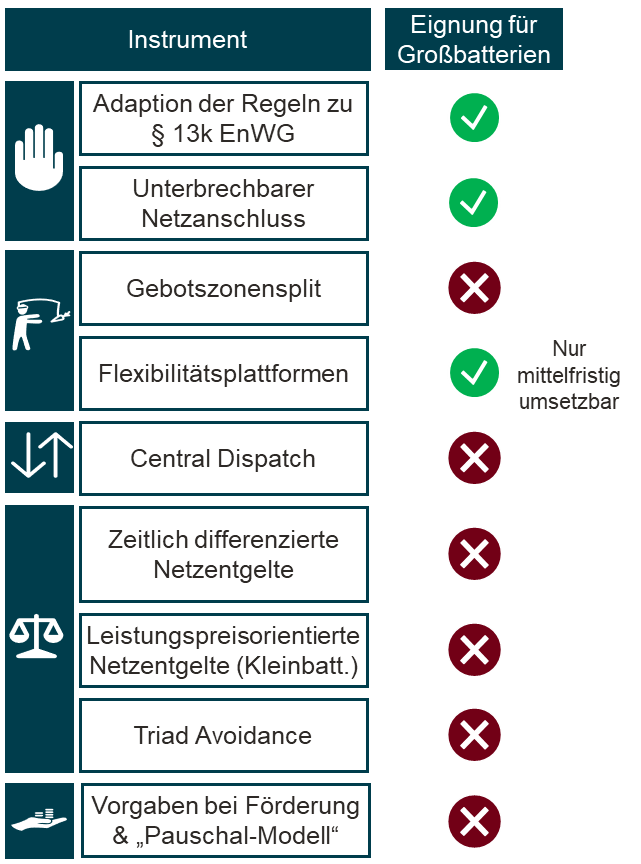 Instrument
Eignung für
Großbatterien
Adaption der Regeln zu
§ 13k EnWG
Unterbrechbarer
Netzanschluss
Gebotszonensplit
Flexibilitätsplattformen
Nur
mittelfristig
umsetzbar
Central Dispatch
Zeitlich differenzierte
Netzentgelte
Leistungspreisorientierte
Netzentgelte (Kleinbatt.)
Triad Avoidance
Vorgaben bei Förderung
& „Pauschal-Modell“